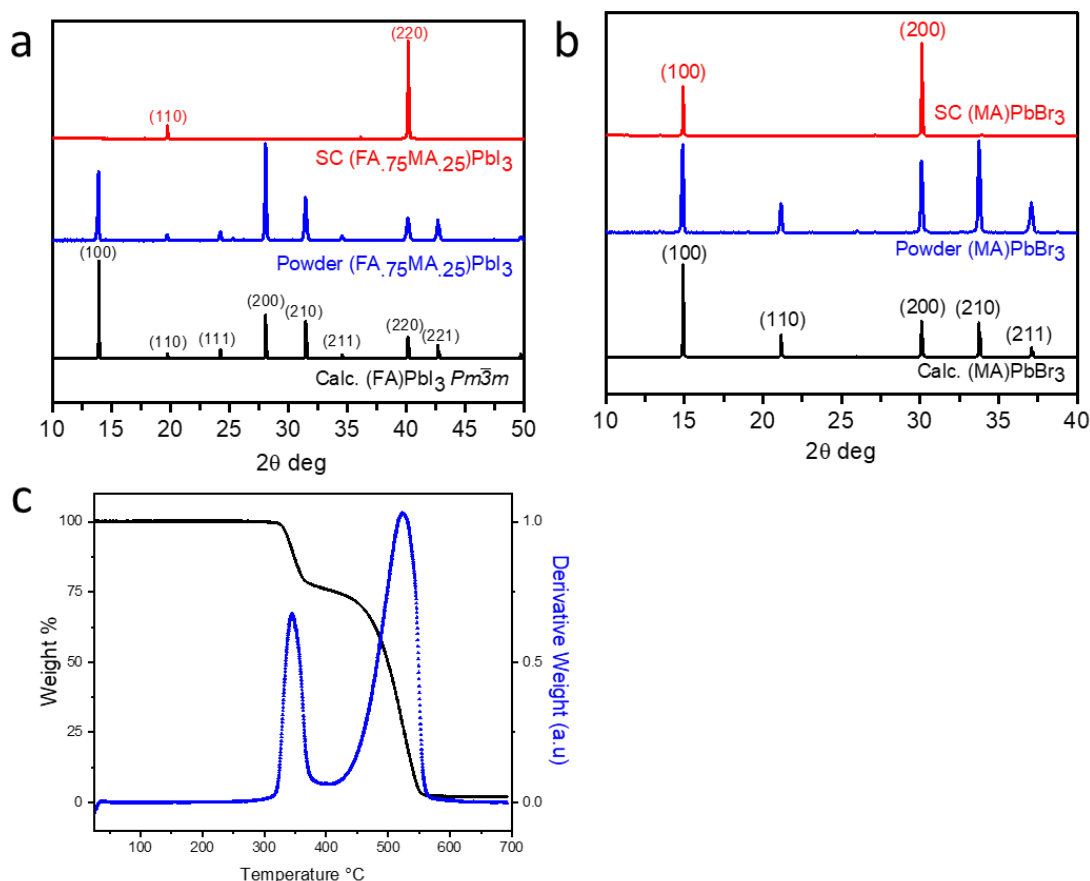 a
(220)
(110)
SC (FA.75MA.25)PbI3
Powder (FA.75MA.25)PbI3
(100)
(200)
(210)
(110)
(111)
(211)
(220)
(221)
Calc. (FA)PbI3 Pm3̅m
10 15 20 25 30 35 40 45 50
2θ deg
b
(200)
(100)
SC (MA)PbBr3
Powder (MA)PbBr3
(100)
(110)
(200)
(210)
(211)
Calc. (MA)PbBr3
10 15 20 25 30 35 40
2θ deg
c
Weight %
100
75
50
25
0
1.0
0.5
0.0
Derivative Weight (a.u)
100 200 300 400 500 600 700
Temperature °C